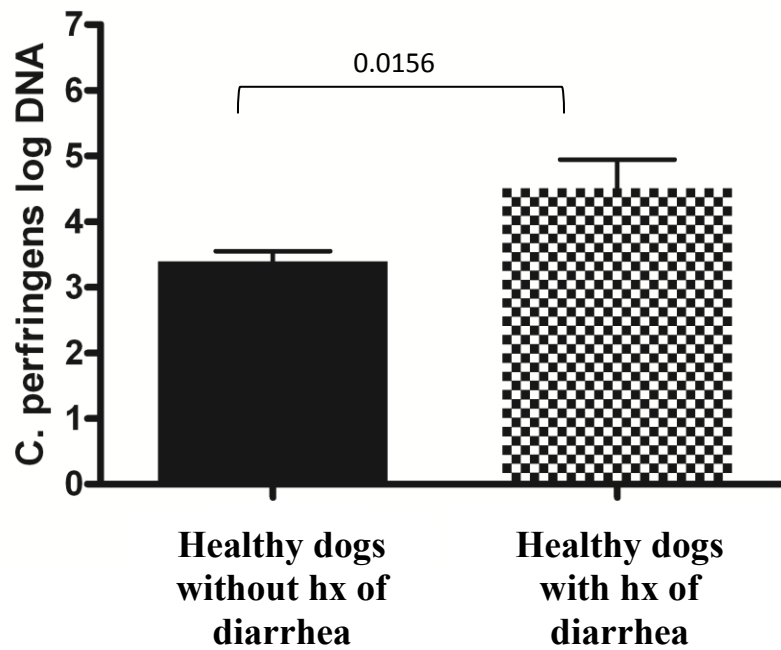 7
0.0156
6
5
4
3
2
1
0
C. perfringens log DNA
Healthy dogs
without hx of
diarrhea
Healthy dogs
with hx of
diarrhea